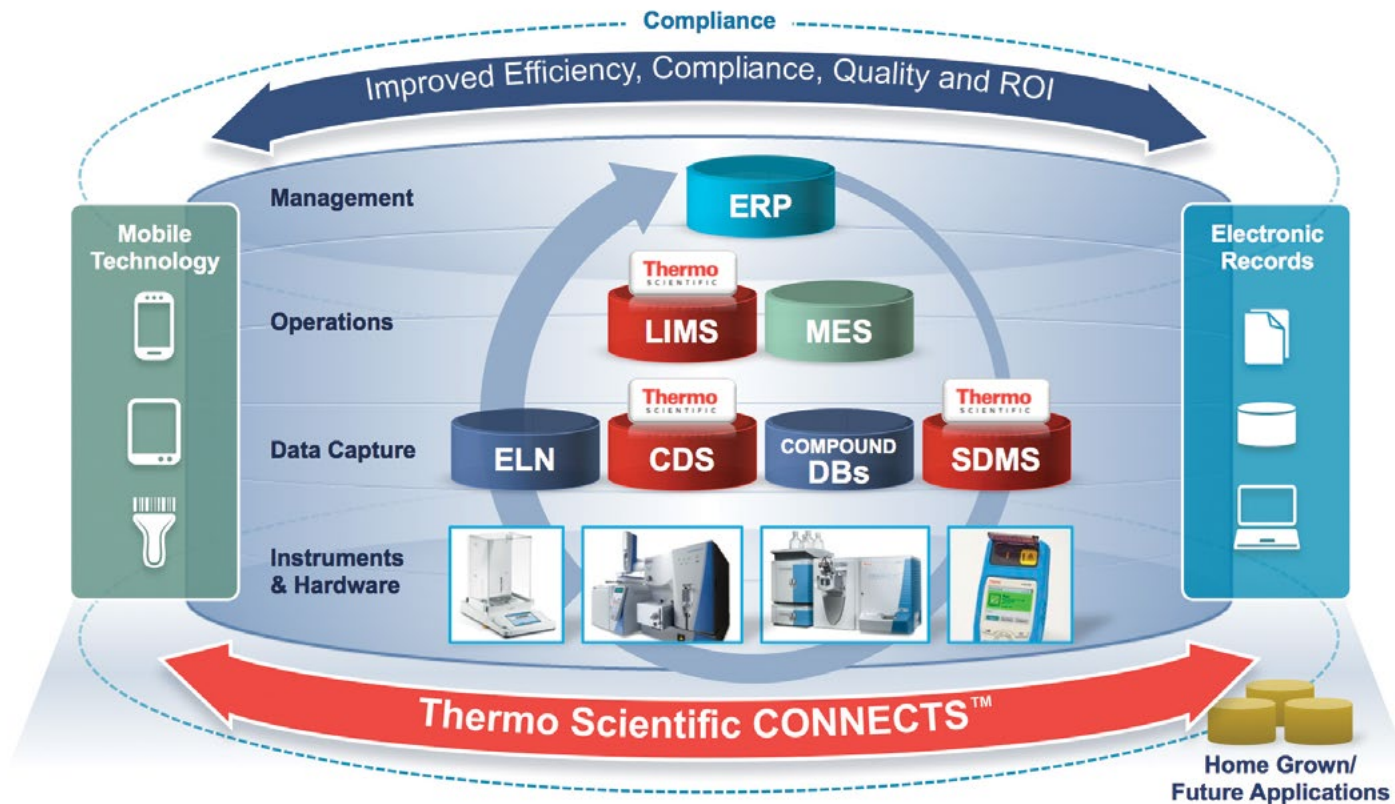 Compliance
Improved Efficiency, Compliance, Quality and ROI
Management
ERP
Mobile
Technology
Electronic
Records
Thermo
SCIENTIFIC
Operations
LIMS
MES
Thermo
SCIENTIFIC
Thermo
SCIENTIFIC
Data Capture
ELN
CDS
COMPOUND
DBs
SDMS
Instruments
& Hardware
Thermo Scientific CONNECTS™
Home Grown/
Future Applications